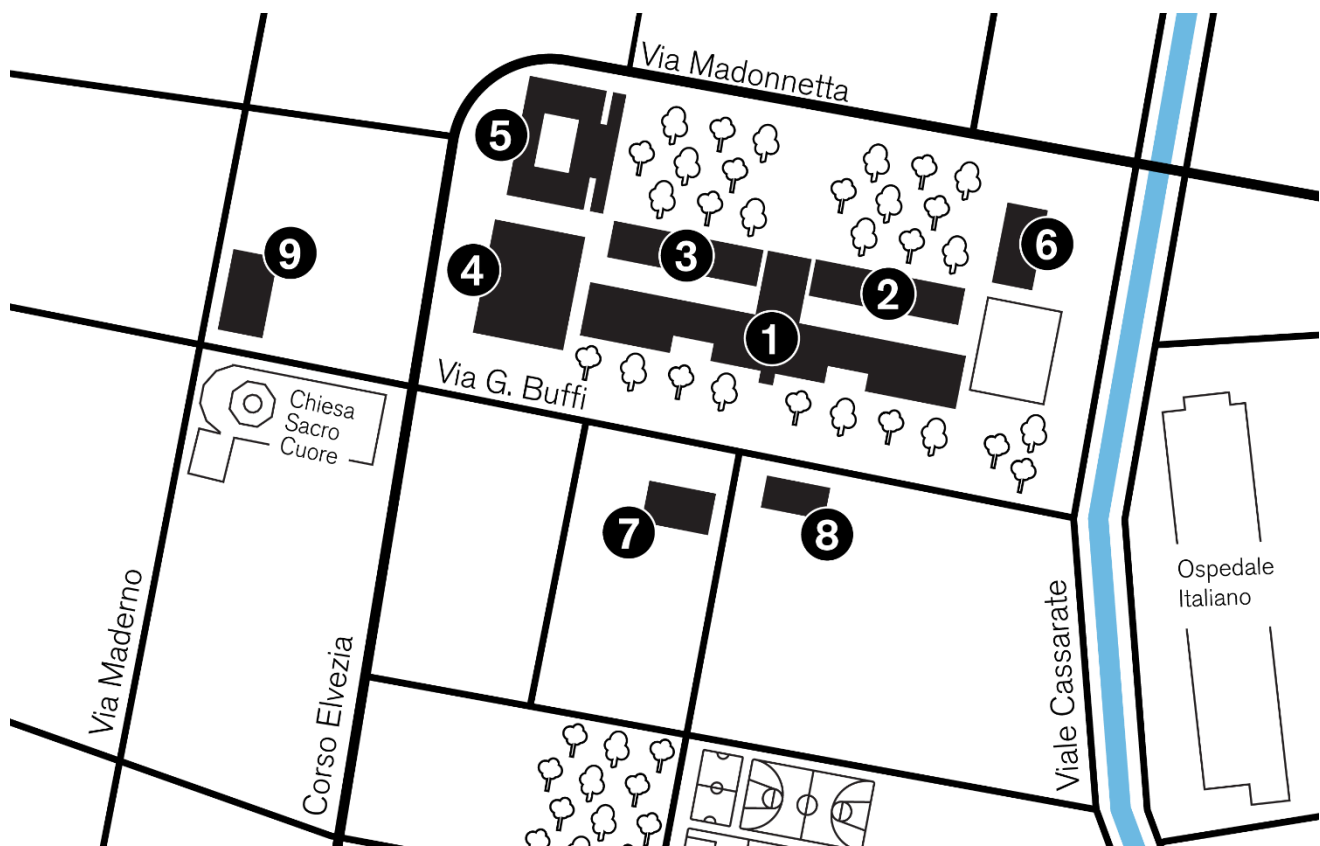 Via Madonnetta
5
6
3
9
4
2
1
Via G. Buffi
Chiesa
Sacro
Cuore
7
8
Ospedale
Italiano
Via Maderno
Corso Elvezia
Viale Cassarate